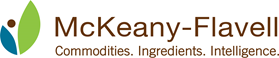 McKeany-Flavell
Commodities. Ingredients. Intelligence.